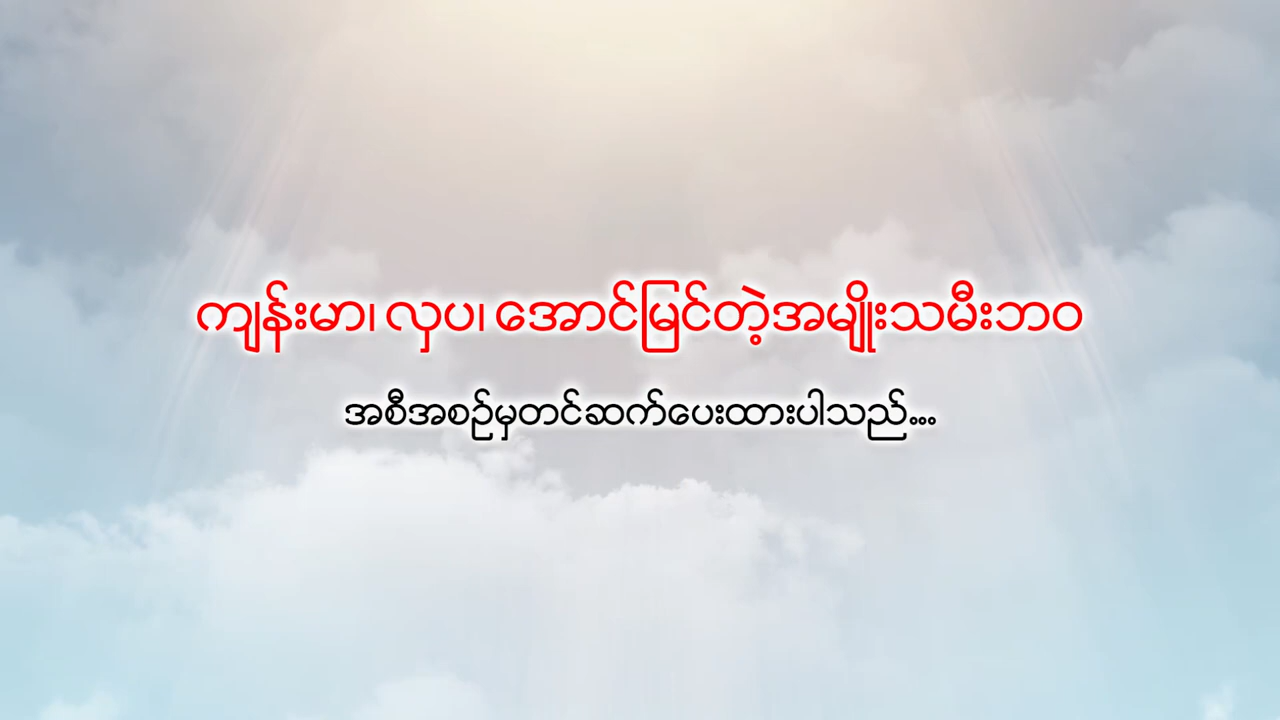 ကျန်းမာ၊ လှပ၊ အောင်မြင်တဲ့အမျိုးသမီးဘဝ
အစီအစဉ်မှတင်ဆက်ပေးထားပါသည်...